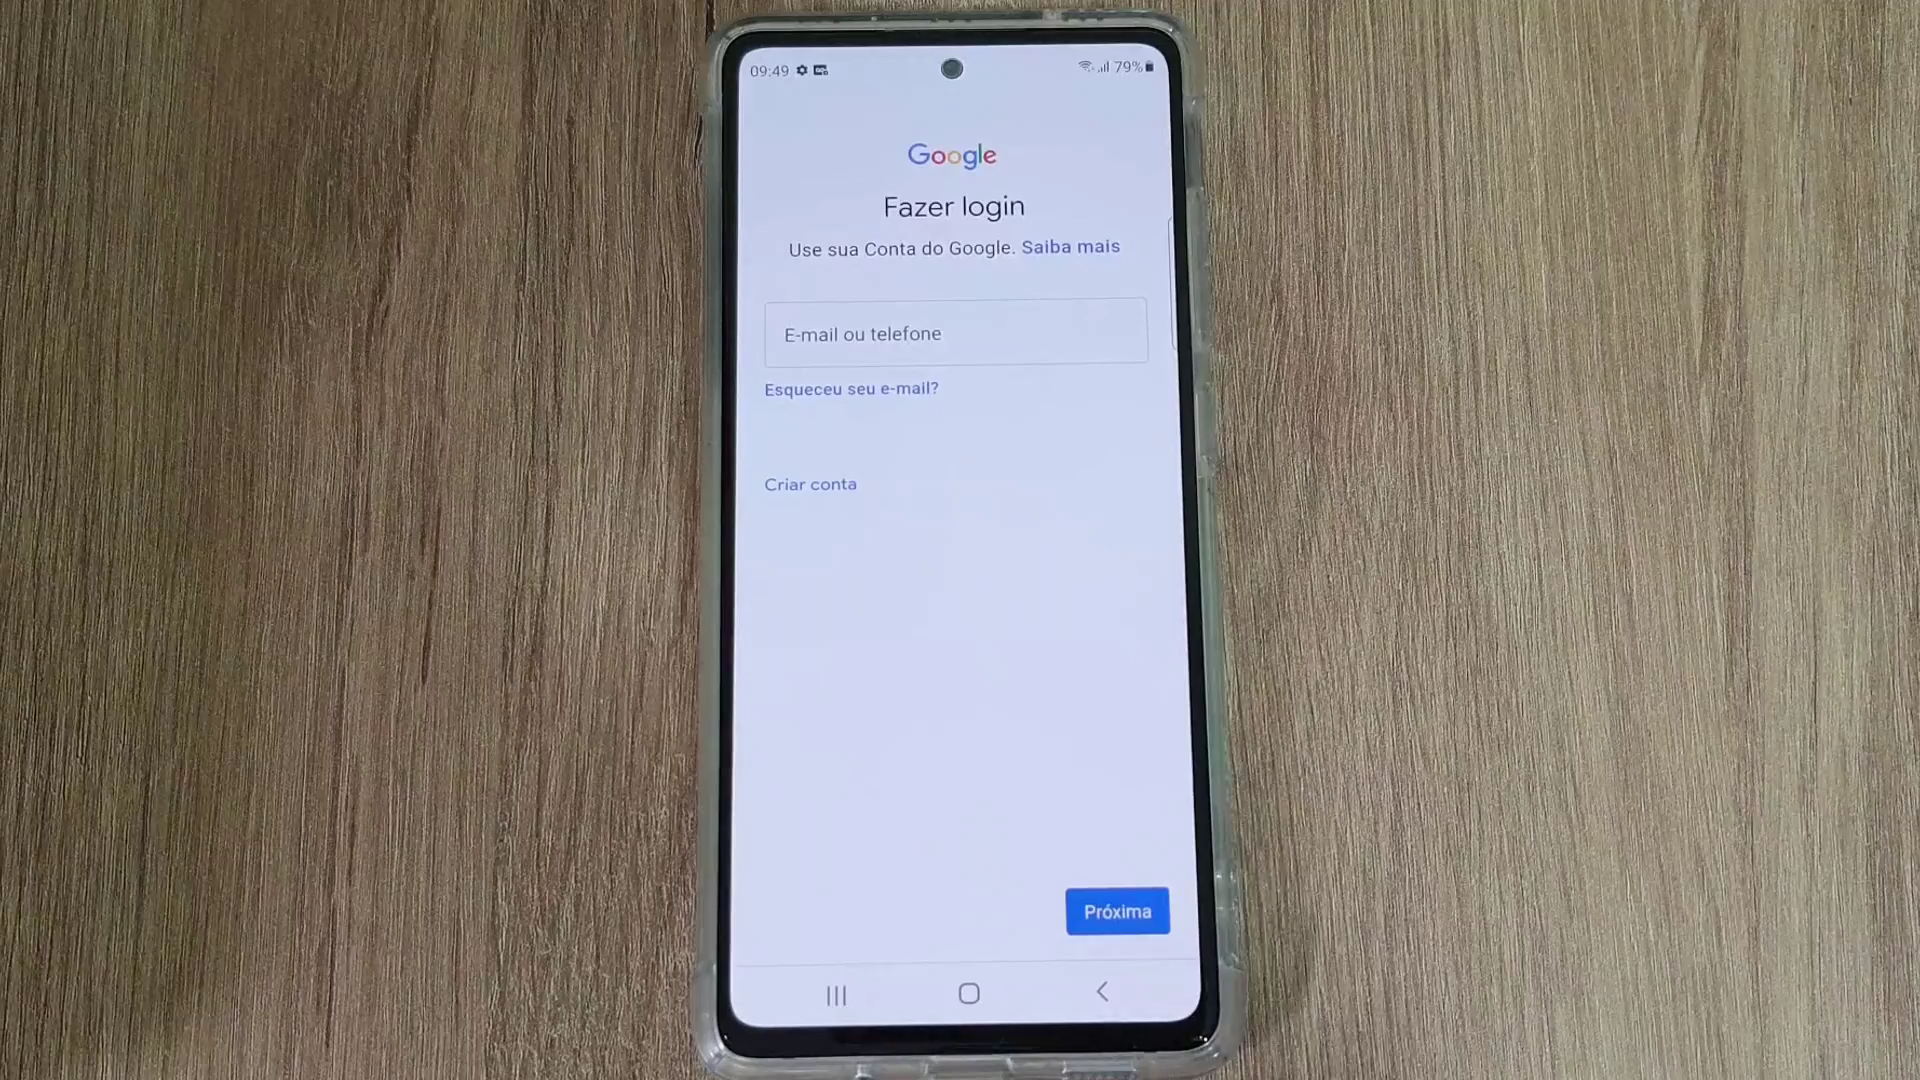 09:49 79%
Google
Fazer login
Use sua Conta do Google. Saiba mais
E-mail ou telefone
Esqueceu seu e-mail?
Criar conta
Próxima